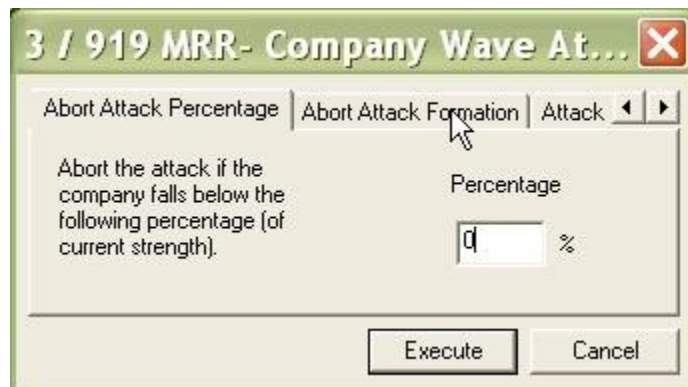 3 / 919 MRR- Company Wave At...
Abort Attack Percentage
Abort Attack Formation
Attack
Abort the attack if the
company falls below the
following percentage (of
current strength).
Percentage
0 %
Execute
Cancel